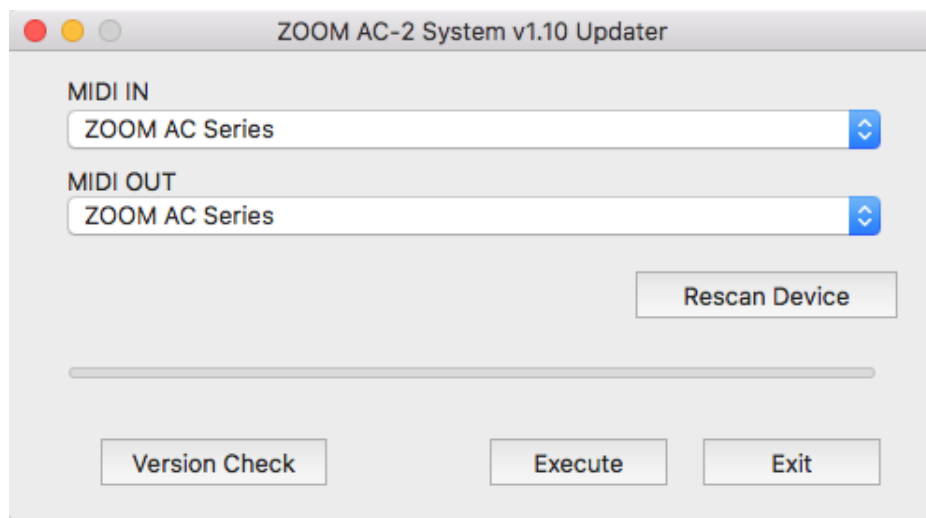 ZOOM AC-2 System v1.10 Updater
MIDI IN
ZOOM AC Series
MIDI OUT
ZOOM AC Series
Rescan Device
Version Check Execute Exit